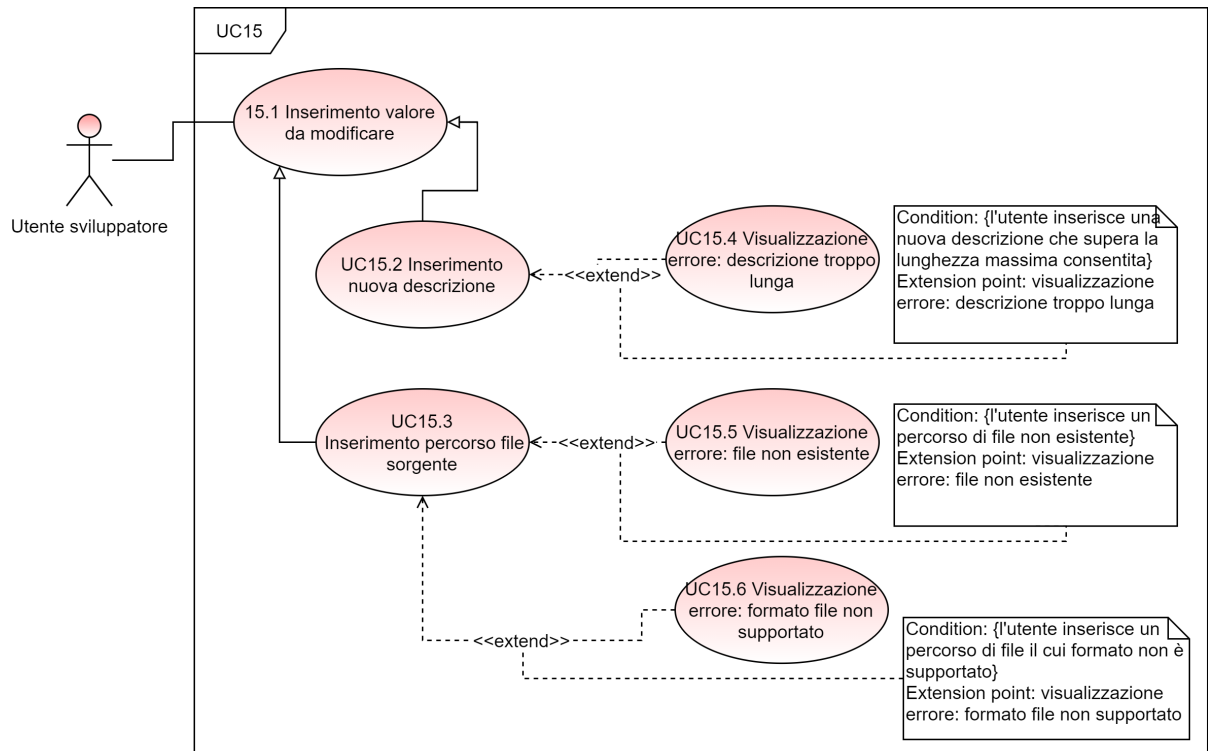 UC15
15.1 Inserimento valore
da modificare
Utente sviluppatore
UC15.2 Inserimento
nuova descrizione
<<extend>>
UC15.4 Visualizzazione
errore: descrizione troppo
lunga
Condition: {l'utente inserisce una
nuova descrizione che supera la
lunghezza massima consentita}
Extension point: visualizzazione
errore: descrizione troppo lunga
UC15.3
Inserimento percorso file
sorgente
<<extend>>
UC15.5 Visualizzazione
errore: file non esistente
Condition: {l'utente inserisce un
percorso di file non esistente}
Extension point: visualizzazione
errore: file non esistente
<<extend>>
UC15.6 Visualizzazione
errore: formato file non
supportato
Condition: {l'utente inserisce un
percorso di file il cui formato non è
supportato}
Extension point: visualizzazione
errore: formato file non supportato